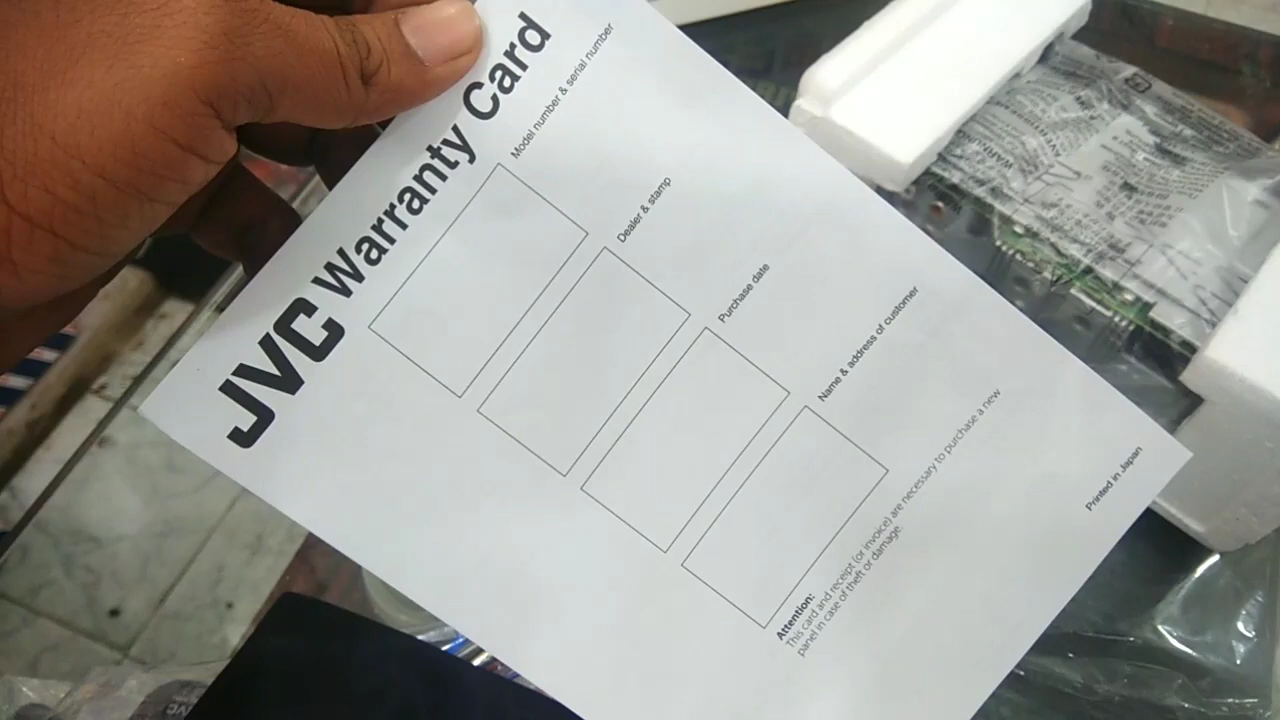 JVC Warranty Card
Model number & serial number
Dealer & stamp
Purchase date
Name & address of customer
Attention:
This card and receipt (or invoice) are necessary to purchase a new
panel in case of theft or damage.
Printed in Japan